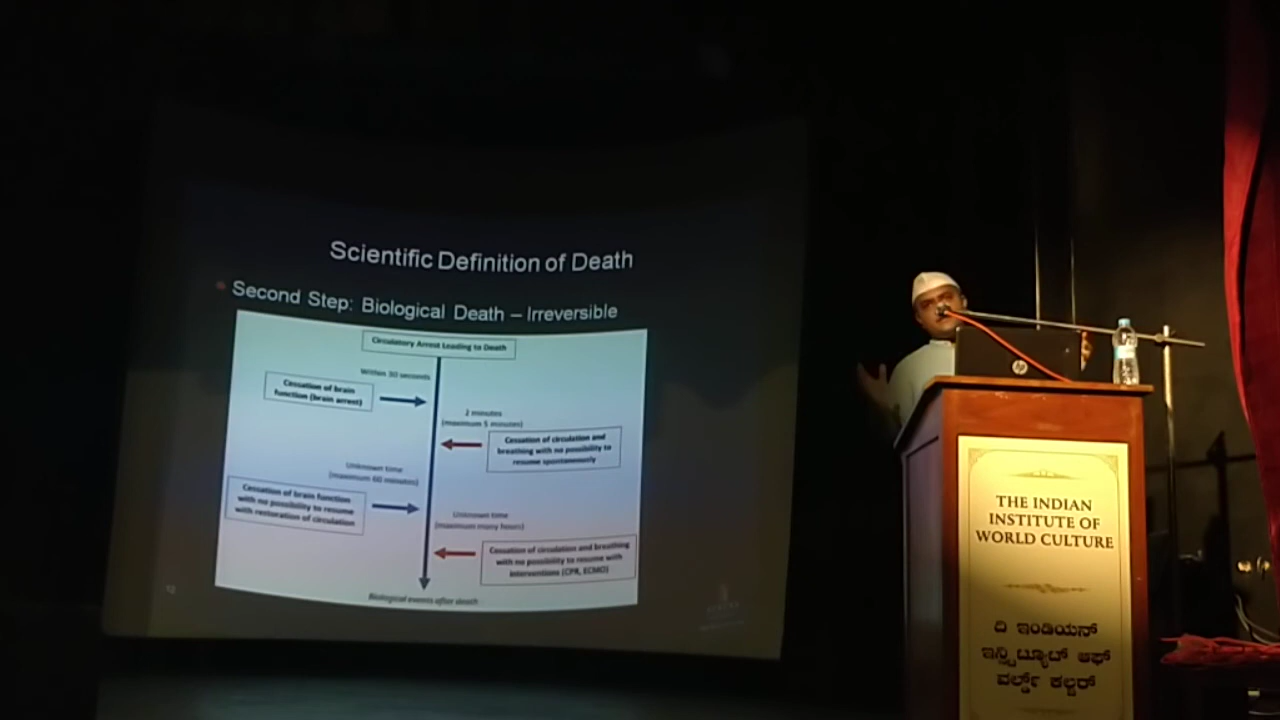 Scientific Definition of Death
Second Step: Biological Death – Irreversible
Circulatory Arrest Leading to Death
Within 30 seconds
Cessation of brain
function (brain arrest)
2 minutes
(maximum 5 minutes)
Cessation of circulation and
breathing with no possibility to
resume spontaneously
Unknown time
(maximum 60 minutes)
Cessation of brain function
with no possibility to resume
with restoration of circulation
Unknown time
(maximum many hours)
Cessation of circulation and breathing
with no possibility to resume with
interventions (CPR, ECMO)
Biological events after death
12
hp
THE INDIAN
INSTITUTE OF
WORLD CULTURE
ದಿ ಇಂಡಿಯನ್
ಇನ್ಸ್ಟಿಟ್ಯೂಟ್ ಆಫ್
ವರ್ಲ್ಡ್ ಕಲ್ಚರ್